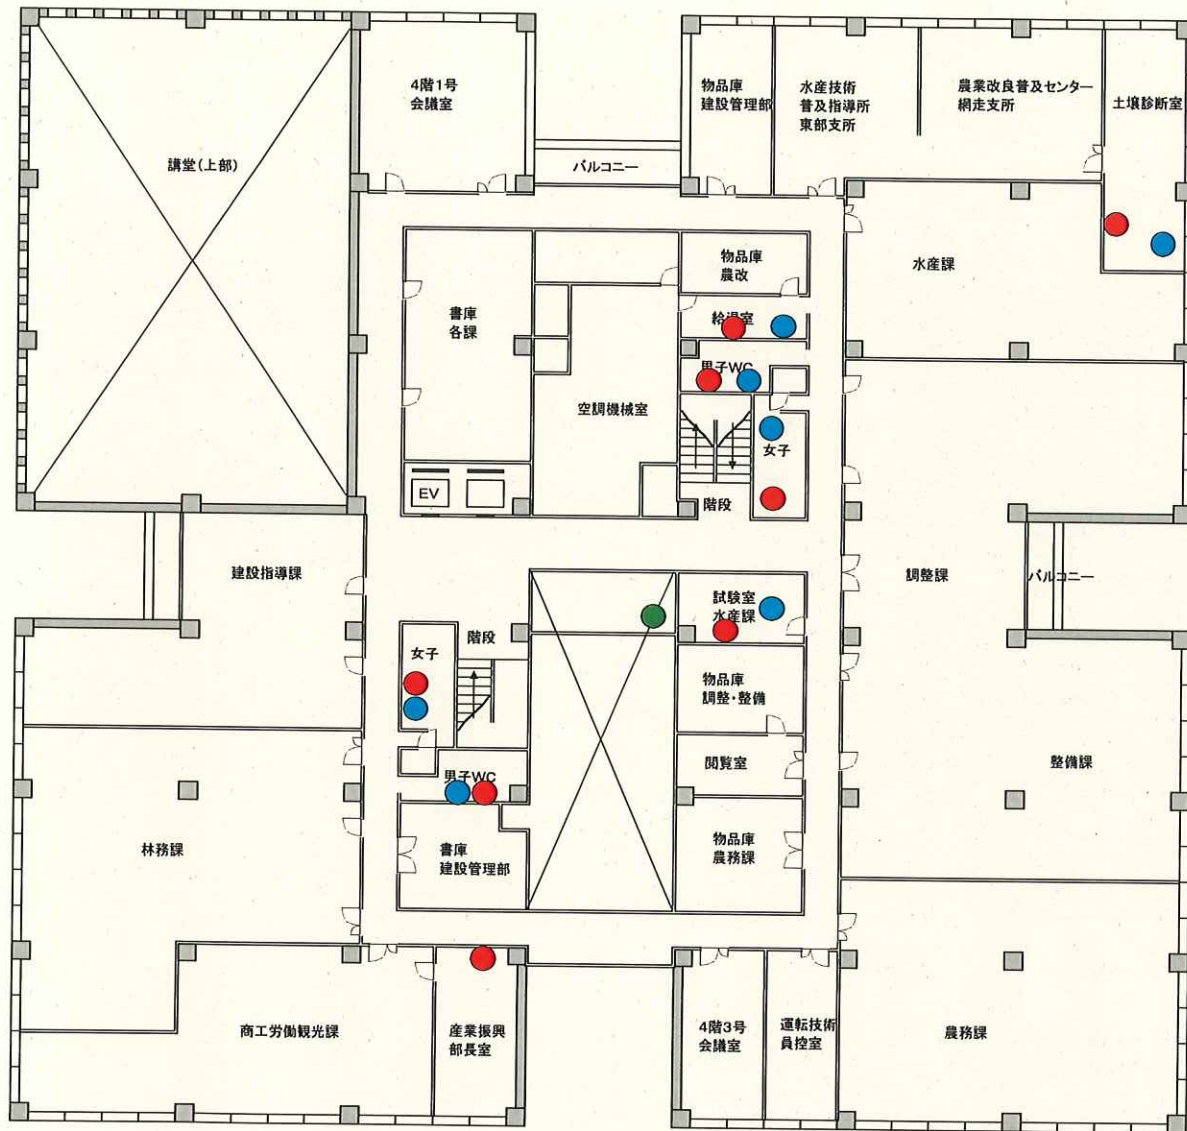 4階1号
会議室
物品庫
建設管理部
水産技術
普及指導所
東部支所
農業改良普及センター
網走支所
土壌診断室
講堂(上部)
バルコニー
物品庫
農改
水産課
書庫
各課
給湯室
男子WC
空調機械室
女子
EV
階段
建設指導課
調整課
バルコニー
試験室
水産課
階段
女子
物品庫
調整・整備
閲覧室
整備課
男子WC
林務課
書庫
建設管理部
物品庫
農務課
商工労働観光課
産業振興
部長室
4階3号
会議室
運転技術
員控室
農務課